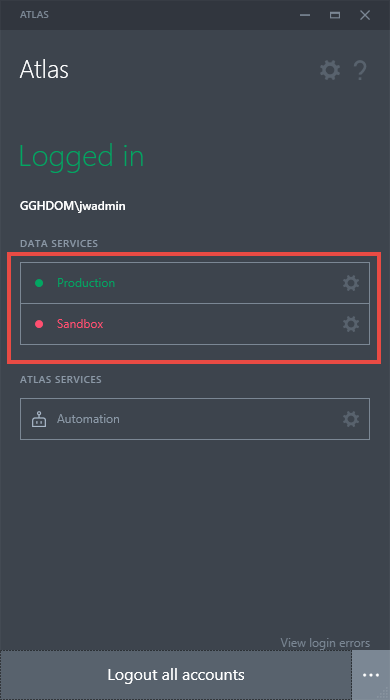 ATLAS
Atlas
?
Logged in
GGHDOM\jwadmin
DATA SERVICES
Production
Sandbox
ATLAS SERVICES
Automation
View login errors
Logout all accounts
...